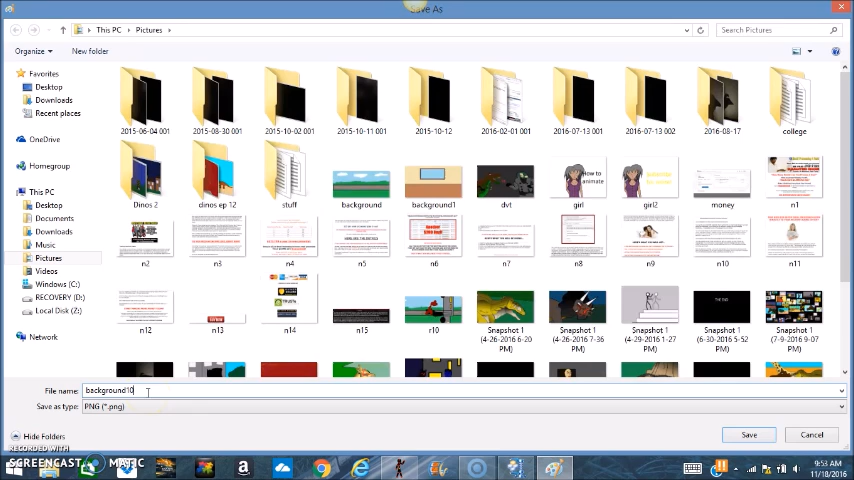 Save As
This PC
Pictures
Search Pictures
Organize
New folder
Favorites
Desktop
Downloads
Recent places
OneDrive
Homegroup
This PC
Desktop
Documents
Downloads
Music
Pictures
Videos
Windows (C:)
RECOVERY (D:)
Local Disk (Z:)
Network
2015-06-04 001
2015-08-30 001
2015-10-02 001
2015-10-11 001
2015-10-12
2016-02-01 001
2016-07-13 001
2016-07-13 002
2016-08-17
college
Dinos 2
dinos ep 12
stuff
background
background1
dvt
How to
animate
girl
girl2
money
n1
n2
n3
n4
n5
n6
n7
n8
n9
n10
n11
n12
n13
n14
n15
r10
Snapshot 1
(4-26-2016 6-20
PM)
Snapshot 1
(4-26-2016 7-36
PM)
Snapshot 1
(4-29-2016 1-27
PM)
THE END
Snapshot 1
(6-30-2016 5-52
PM)
Snapshot 1
(7-9-2016 9-07
PM)
File name: background10
Save as type: PNG (*.png)
Hide Folders
Save
Cancel
RECORDED WITH
SCREENCAST MATIC
9:53 AM
11/18/2016